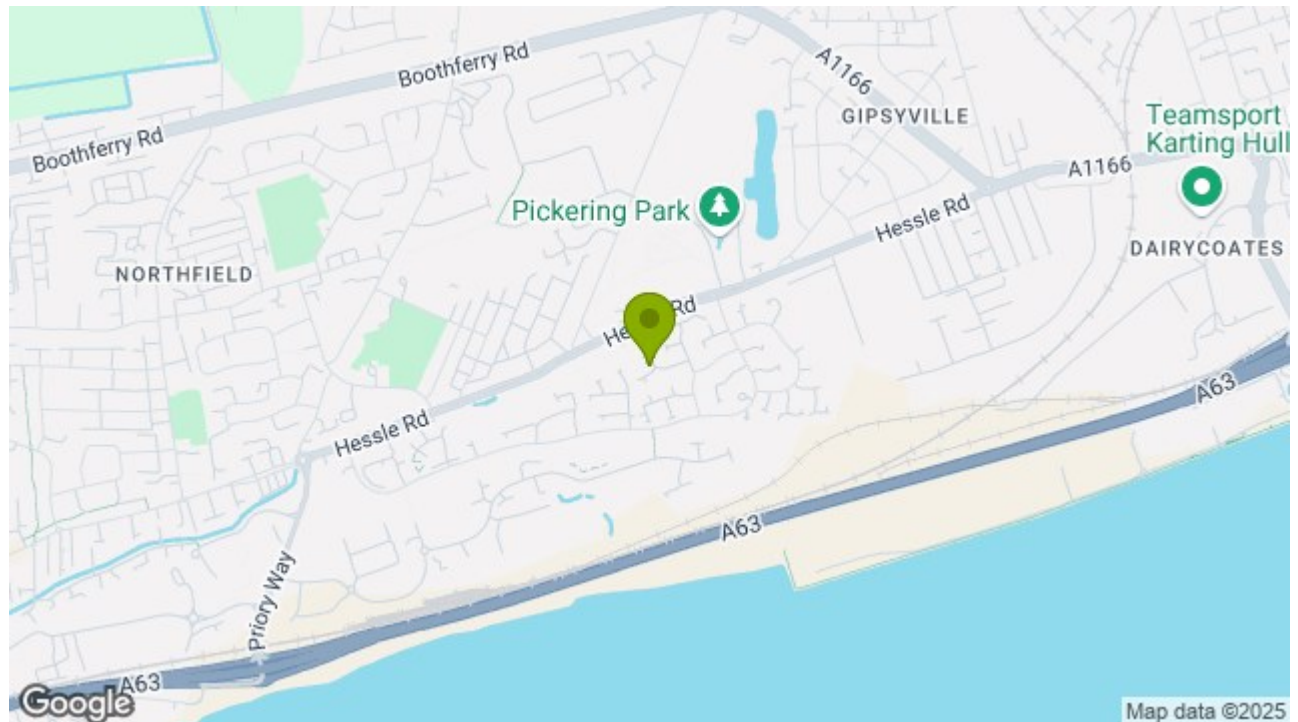 Boothferry Rd
A1166
GIPSYVILLE
Teamsport
Karting Hull
Boothferry Rd
A1166
Pickering Park
Hessle Rd
DAIRYCOATES
NORTHFIELD
Rd
Hessle Rd
A63
A63
Priory Way
A63
Google
Map data ©2025